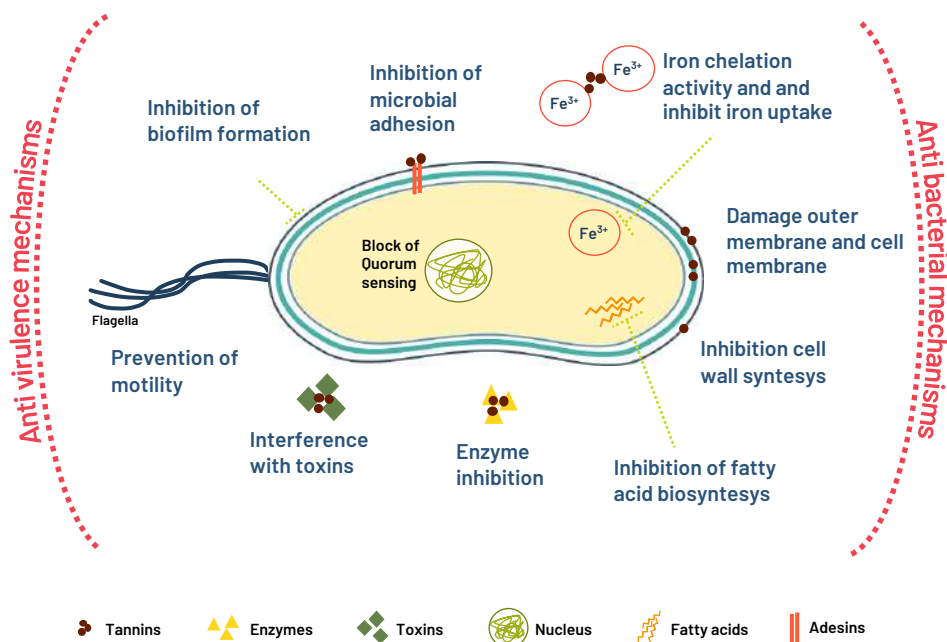 Anti virulence mechanisms
Inhibition of
biofilm formation
Inhibition of
microbial
adhesion
Fe³⁺
Fe³⁺
Iron chelation
activity and and
inhibit iron uptake
Anti bacterial mechanisms
Damage outer
membrane and cell
membrane
Fe³⁺
Block of
Quorum
sensing
Flagella
Prevention of
motility
Inhibition cell
wall syntesys
Interference
with toxins
Enzyme
inhibition
Inhibition of fatty
acid biosyntesys
Tannins
Enzymes
Toxins
Nucleus
Fatty acids
Adesins